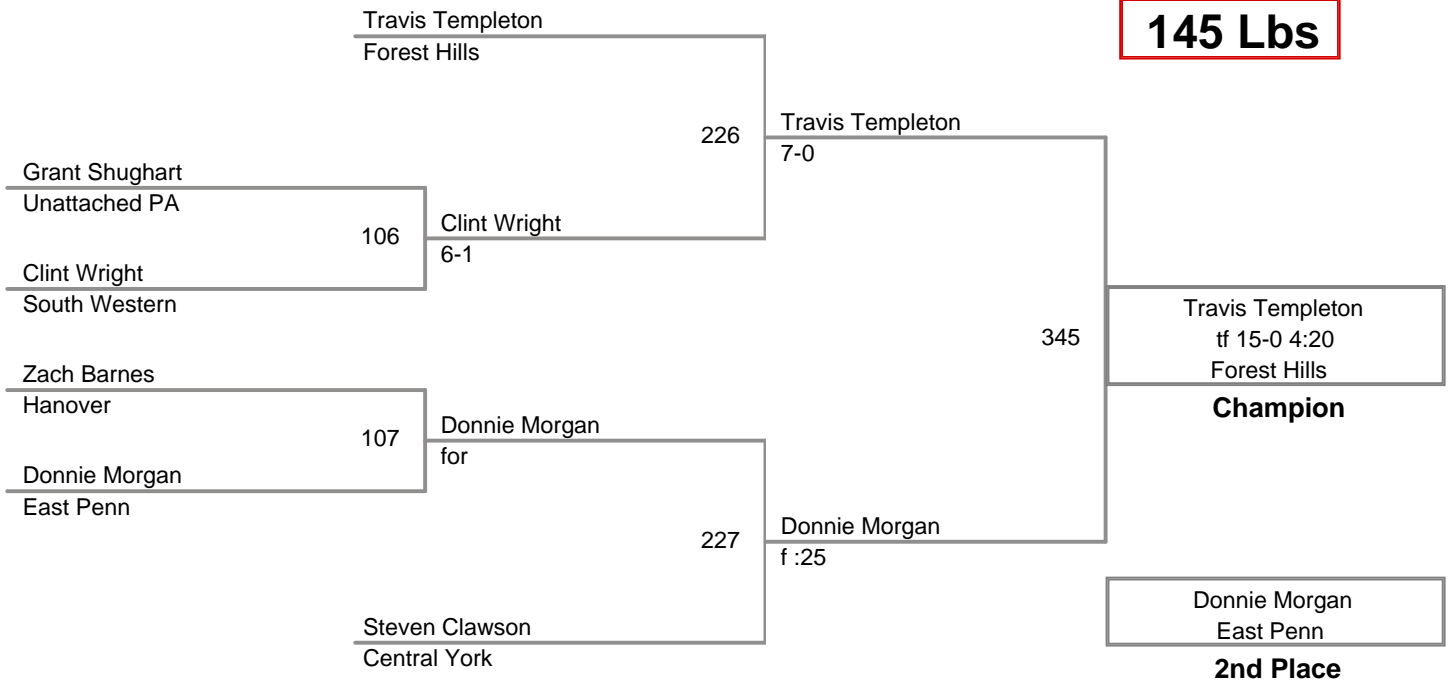 Travis Templeton
Forest Hills
145 Lbs
226
Travis Templeton
7-0
Grant Shughart
Unattached PA
106
Clint Wright
6-1
Clint Wright
South Western
345
Travis Templeton
tf 15-0 4:20
Forest Hills
Champion
Zach Barnes
Hanover
107
Donnie Morgan
for
Donnie Morgan
East Penn
227
Donnie Morgan
f :25
Steven Clawson
Central York
Donnie Morgan
East Penn
2nd Place